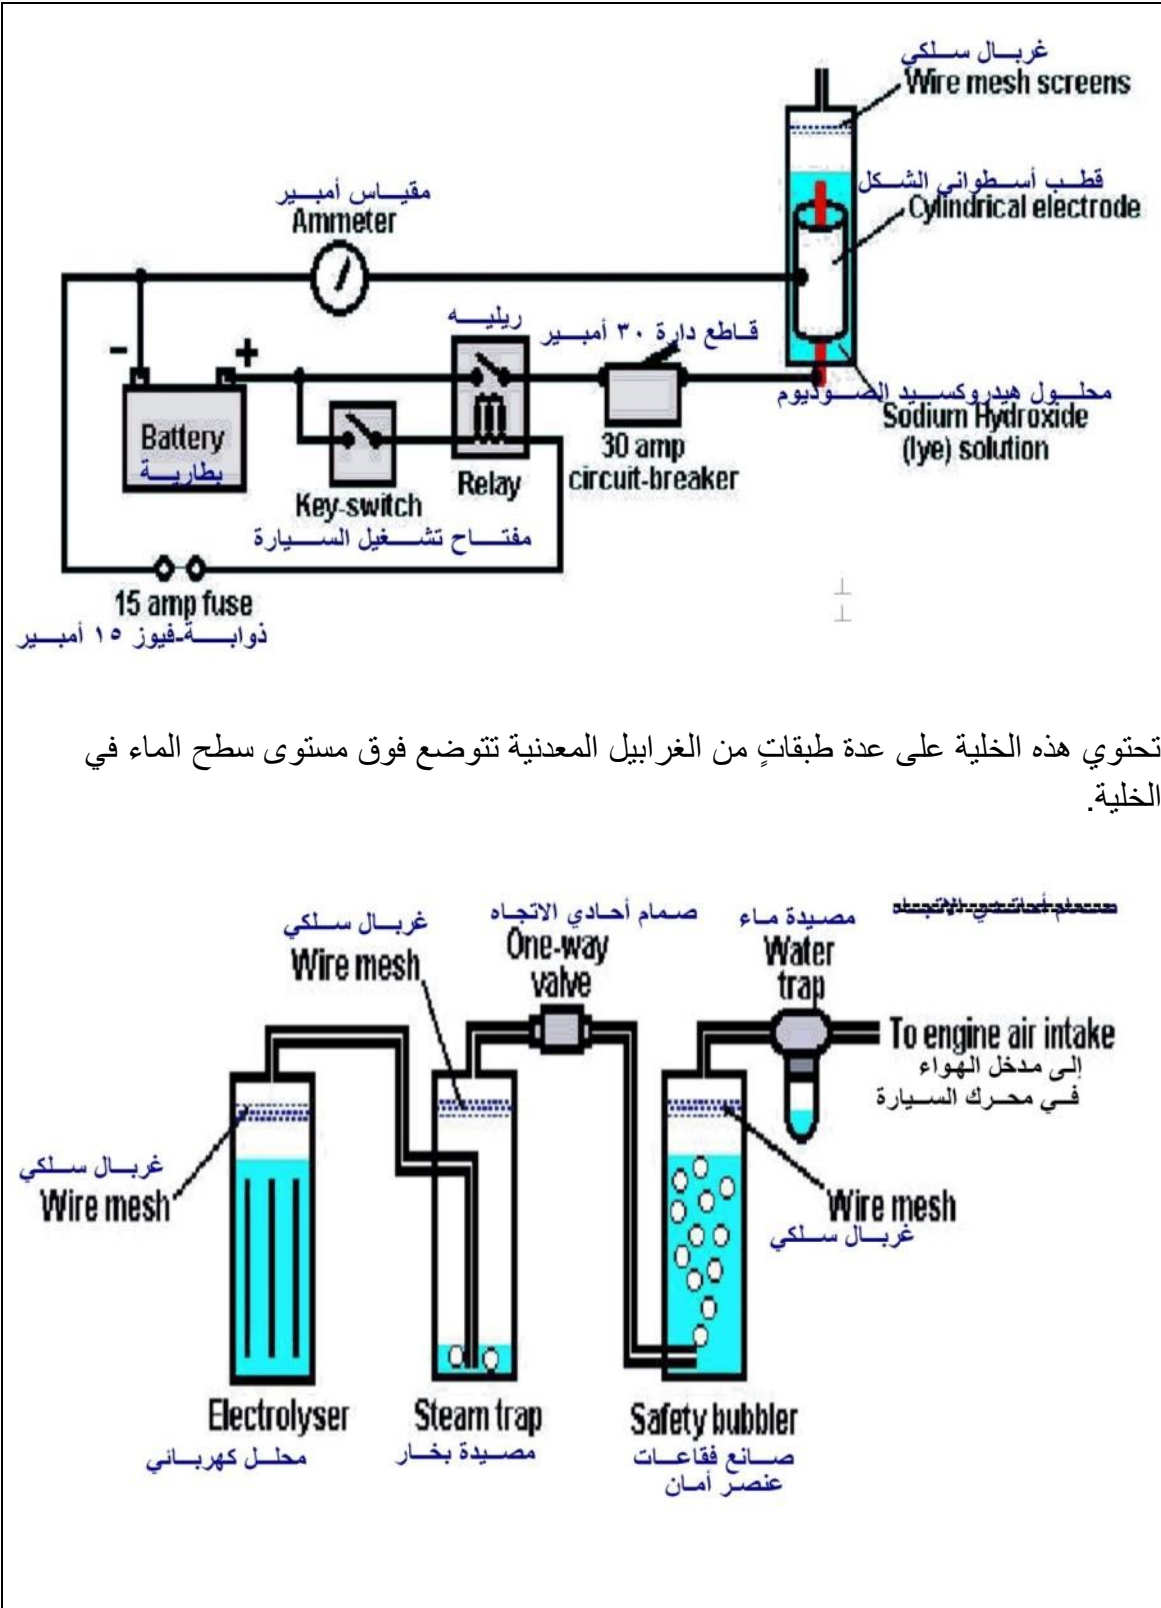 غربال سلكي
Wire mesh screens
قطب أسطواني الشكل
Cylindrical electrode
مقياس أمبير
Ammeter
ريليه
قاطع دارة ٣٠ أمبير
- +
محلول هيدروكسيد الصوديوم
Sodium Hydroxide
(lye) solution
Battery
بطارية
30 amp
circuit-breaker
Relay
Key-switch
مفتاح تشغيل السيارة
15 amp fuse
ذوابة-فيوز ١٥ أمبير
تحتوي هذه الخلية على عدة طبقاتٍ من الغرابيل المعدنية تتوضع فوق مستوى سطح الماء في
الخلية.
غربال سلكي
Wire mesh
صمام أحادي الاتجاه
One-way
valve
مصيدة ماء
Water
trap
صمام أحادي الاتجاه
To engine air intake
إلى مدخل الهواء
في محرك السيارة
غربال سلكي
Wire mesh
Wire mesh
غربال سلكي
Electrolyser
محلل كهربائي
Steam trap
مصيدة بخار
Safety bubbler
صانع فقاعات
عنصر أمان